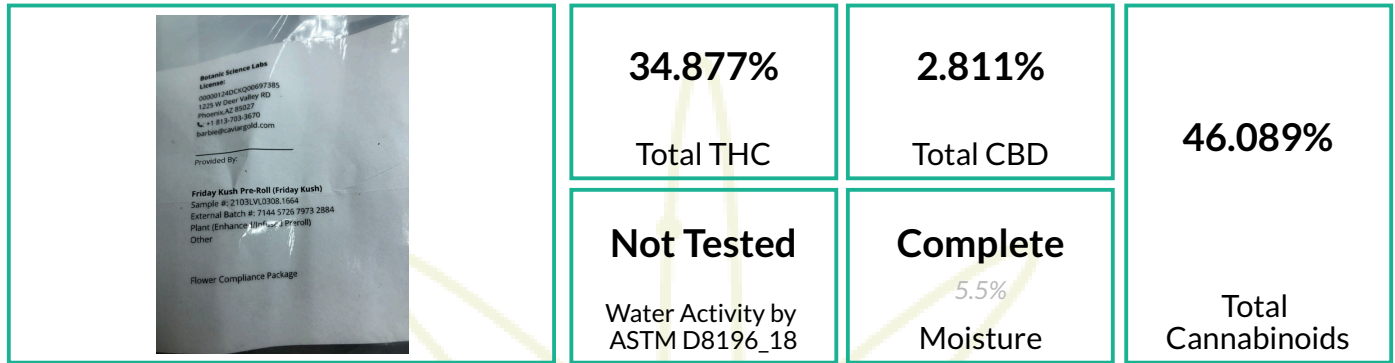 Botanic Science Labs
License:
00000124DCKQ00697385
1225 W Deer Valley RD
Phoenix,AZ 85027
+1 813-703-3670
barbie@caviargold.com
Provided By:
Friday Kush Pre-Roll (Friday Kush)
Sample #: 2103LVL0308.1664
External Batch #: 7144 5726 7973 2884
Plant (Enhanced/Infused Preroll)
Other
Flower Compliance Package
34.877%
Total THC
2.811%
Total CBD
46.089%
Total
Cannabinoids
Not Tested
Water Activity by
ASTM D8196_18
Complete
5.5%
Moisture